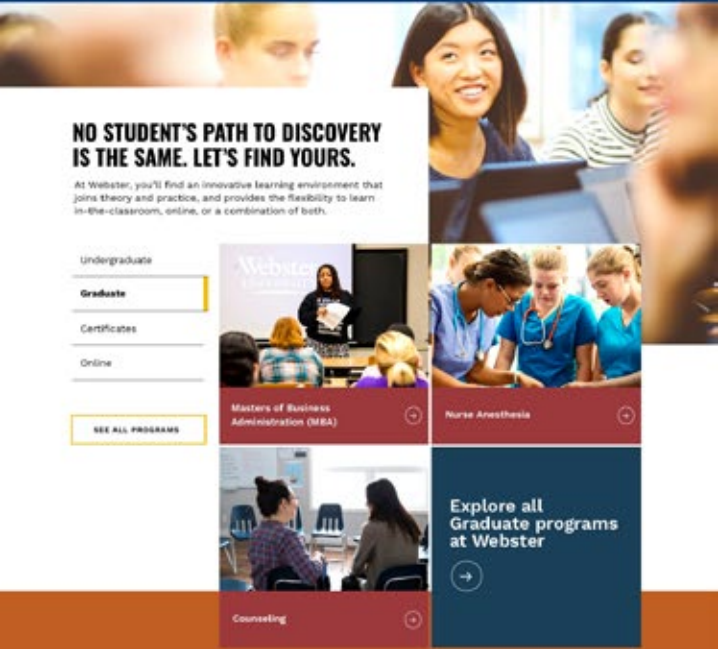 NO STUDENT'S PATH TO DISCOVERY
IS THE SAME. LET'S FIND YOURS.
At Webster, you'll find an innovative learning environment that
joins theory and practice, and provides the flexibility to learn
in-the-classroom, online, or a combination of both.
Undergraduate
Graduate
Certificates
Online
SEE ALL PROGRAMS
Webster
UNIVERSITY
Masters of Business
Administration (MBA)
Nurse Anesthesia
Counseling
Explore all
Graduate programs
at Webster